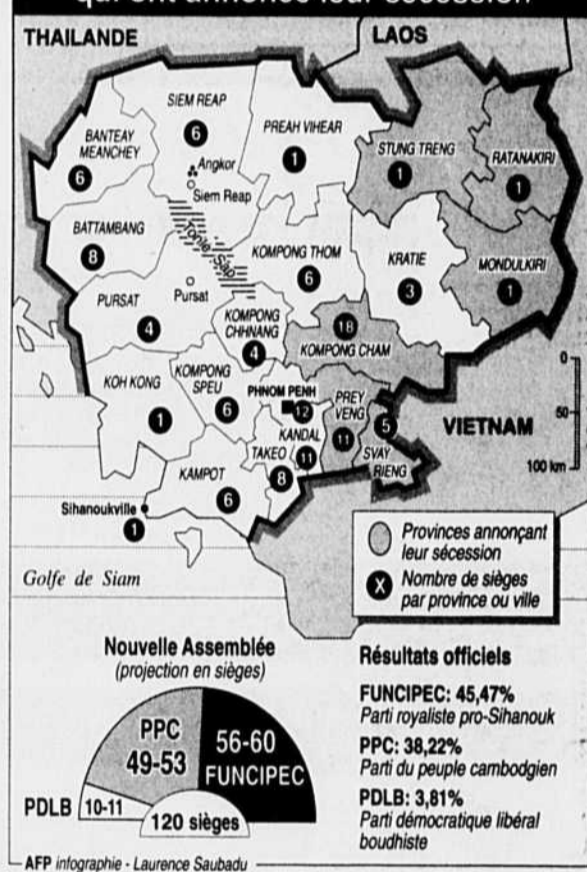 qui ont annoncé leur sécession
THAILANDE
LAOS
SIEM REAP
6
PREAH VIHEAR
1
BANTEAY
MEANCHEY
6
Angkor
Siem Reap
STUNG TRENG
1
RATANAKIRI
1
BATTAMBANG
8
Tonle Sap
KOMPONG THOM
6
KRATIE
3
MONDULKIRI
1
PURSAT
4
Pursat
KOMPONG
CHHNANG
4
18
KOMPONG CHAM
KOH KONG
1
KOMPONG
SPEU
6
PHNOM PENH
12
PREY
VENG
11
KANDAL
11
TAKEO
8
5
SVAY
RIENG
VIETNAM
0
50
100 km
KAMPOT
6
Sihanoukville
1
Golfe de Siam
Provinces annonçant
leur sécession
X
Nombre de sièges
par province ou ville
Nouvelle Assemblée
(projection en sièges)
PPC
49-53
56-60
FUNCIPEC
PDLB
10-11
120 sièges
Résultats officiels
FUNCIPEC: 45,47%
Parti royaliste pro-Sihanouk
PPC: 38,22%
Parti du peuple cambodgien
PDLB: 3,81%
Parti démocratique libéral
boudhiste
AFP infographie - Laurence Saubadu